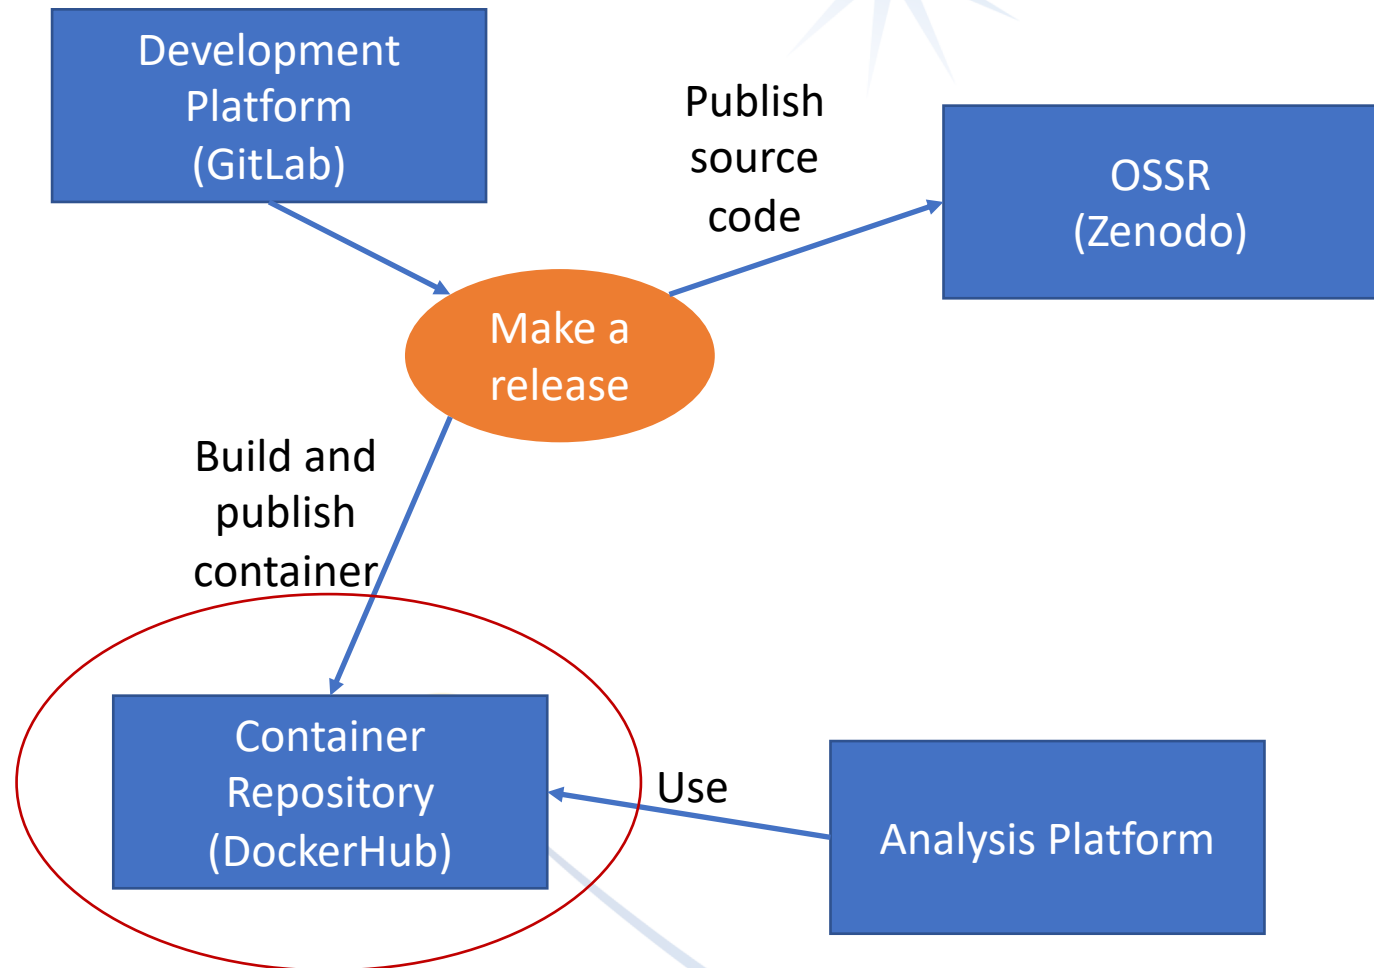 Development
Platform
(GitLab)
Publish
source
code
OSSR
(Zenodo)
Make a
release
Build and
publish
container
Container
Repository
(DockerHub)
Use
Analysis Platform